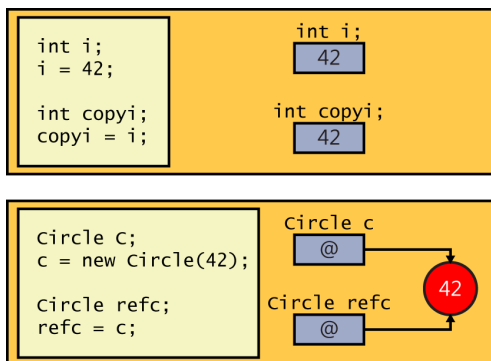 int i;
i = 42;
int copyi;
copyi = i;
int i;
42
int copyi;
42
Circle C;
c = new Circle(42);
Circle refc;
refc = c;
Circle c
@
42
Circle refc
@